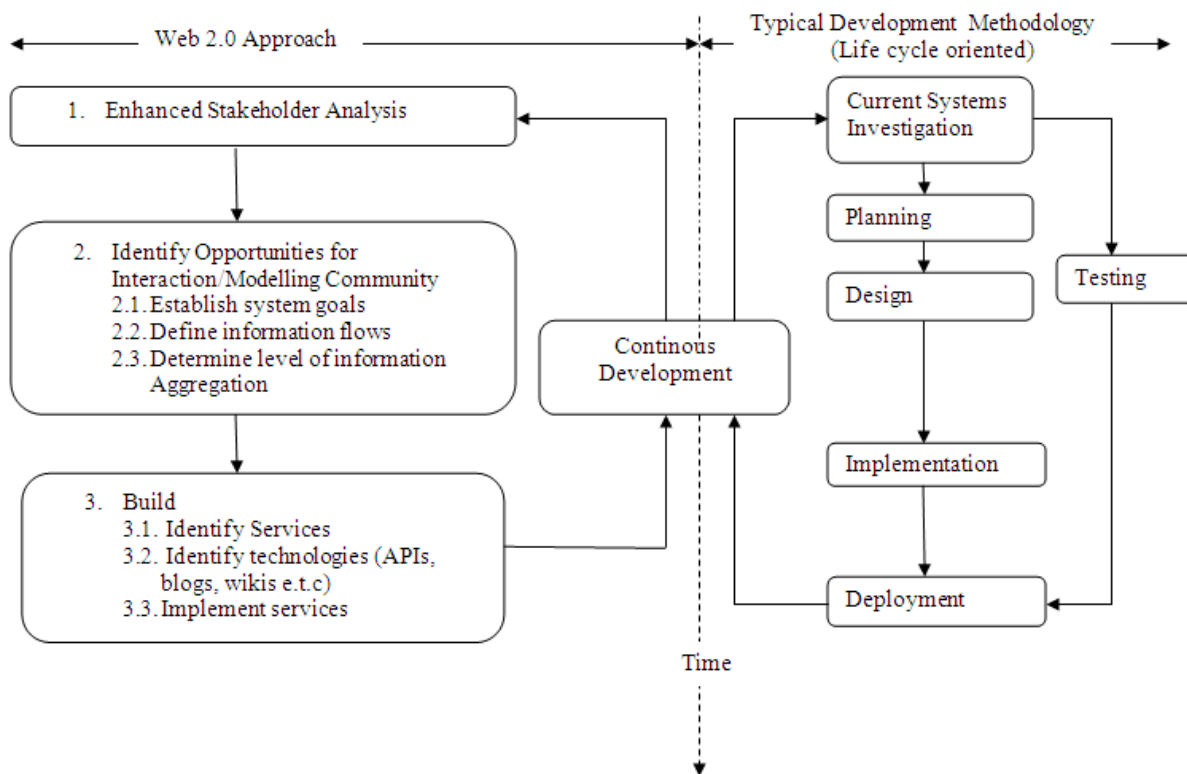 Web 2.0 Approach
Typical Development Methodology
(Life cycle oriented)
1. Enhanced Stakeholder Analysis
2. Identify Opportunities for
Interaction/Modelling Community
2.1. Establish system goals
2.2. Define information flows
2.3. Determine level of information
Aggregation
3. Build
3.1. Identify Services
3.2. Identify technologies (APIs,
blogs, wikis e.t.c)
3.3. Implement services
Continous
Development
Current Systems
Investigation
Planning
Design
Testing
Implementation
Deployment
Time